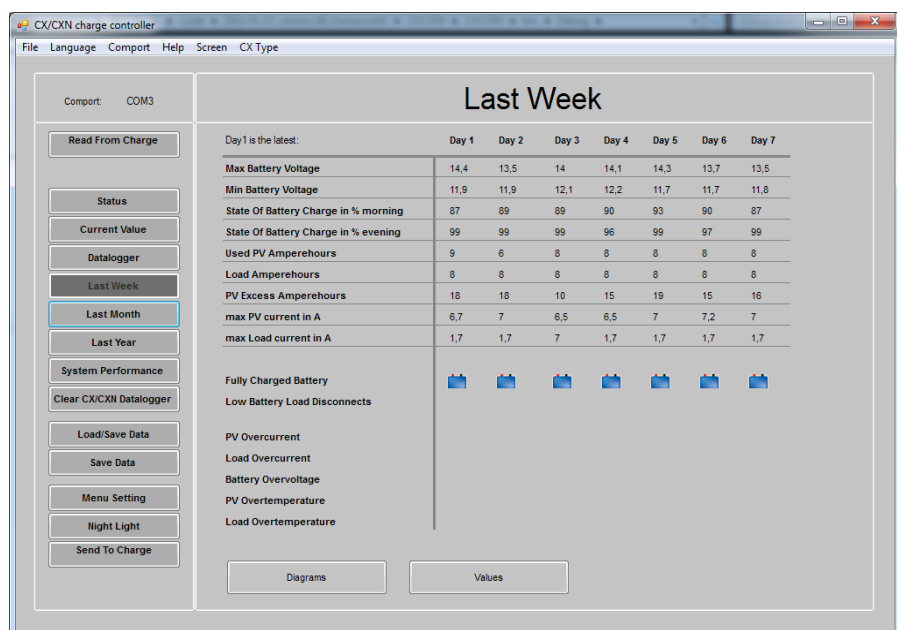 CX/CXN charge controller
File Language Comport Help Screen CX Type
Comport: COM3
Last Week
Read From Charge
Status
Current Value
Datalogger
Last Week
Last Month
Last Year
System Performance
Clear CX/CXN Datalogger
Load/Save Data
Save Data
Menu Setting
Night Light
Send To Charge
Day1 is the latest: Day 1 Day 2 Day 3 Day 4 Day 5 Day 6 Day 7
Max Battery Voltage 14,4 13,5 14 14,1 14,3 13,7 13,5
Min Battery Voltage 11,9 11,9 12,1 12,2 11,7 11,7 11,8
State Of Battery Charge in % morning 87 89 89 90 93 90 87
State Of Battery Charge in % evening 99 99 99 96 99 97 99
Used PV Amperehours 9 6 8 8 8 8 8
Load Amperehours 8 8 8 8 8 8 8
PV Excess Amperehours 18 18 10 15 19 15 16
max PV current in A 6,7 7 6,5 6,5 7 7,2 7
max Load current in A 1,7 1,7 7 1,7 1,7 1,7 1,7
Fully Charged Battery
Low Battery Load Disconnects
PV Overcurrent
Load Overcurrent
Battery Overvoltage
PV Overtemperature
Load Overtemperature
Diagrams
Values